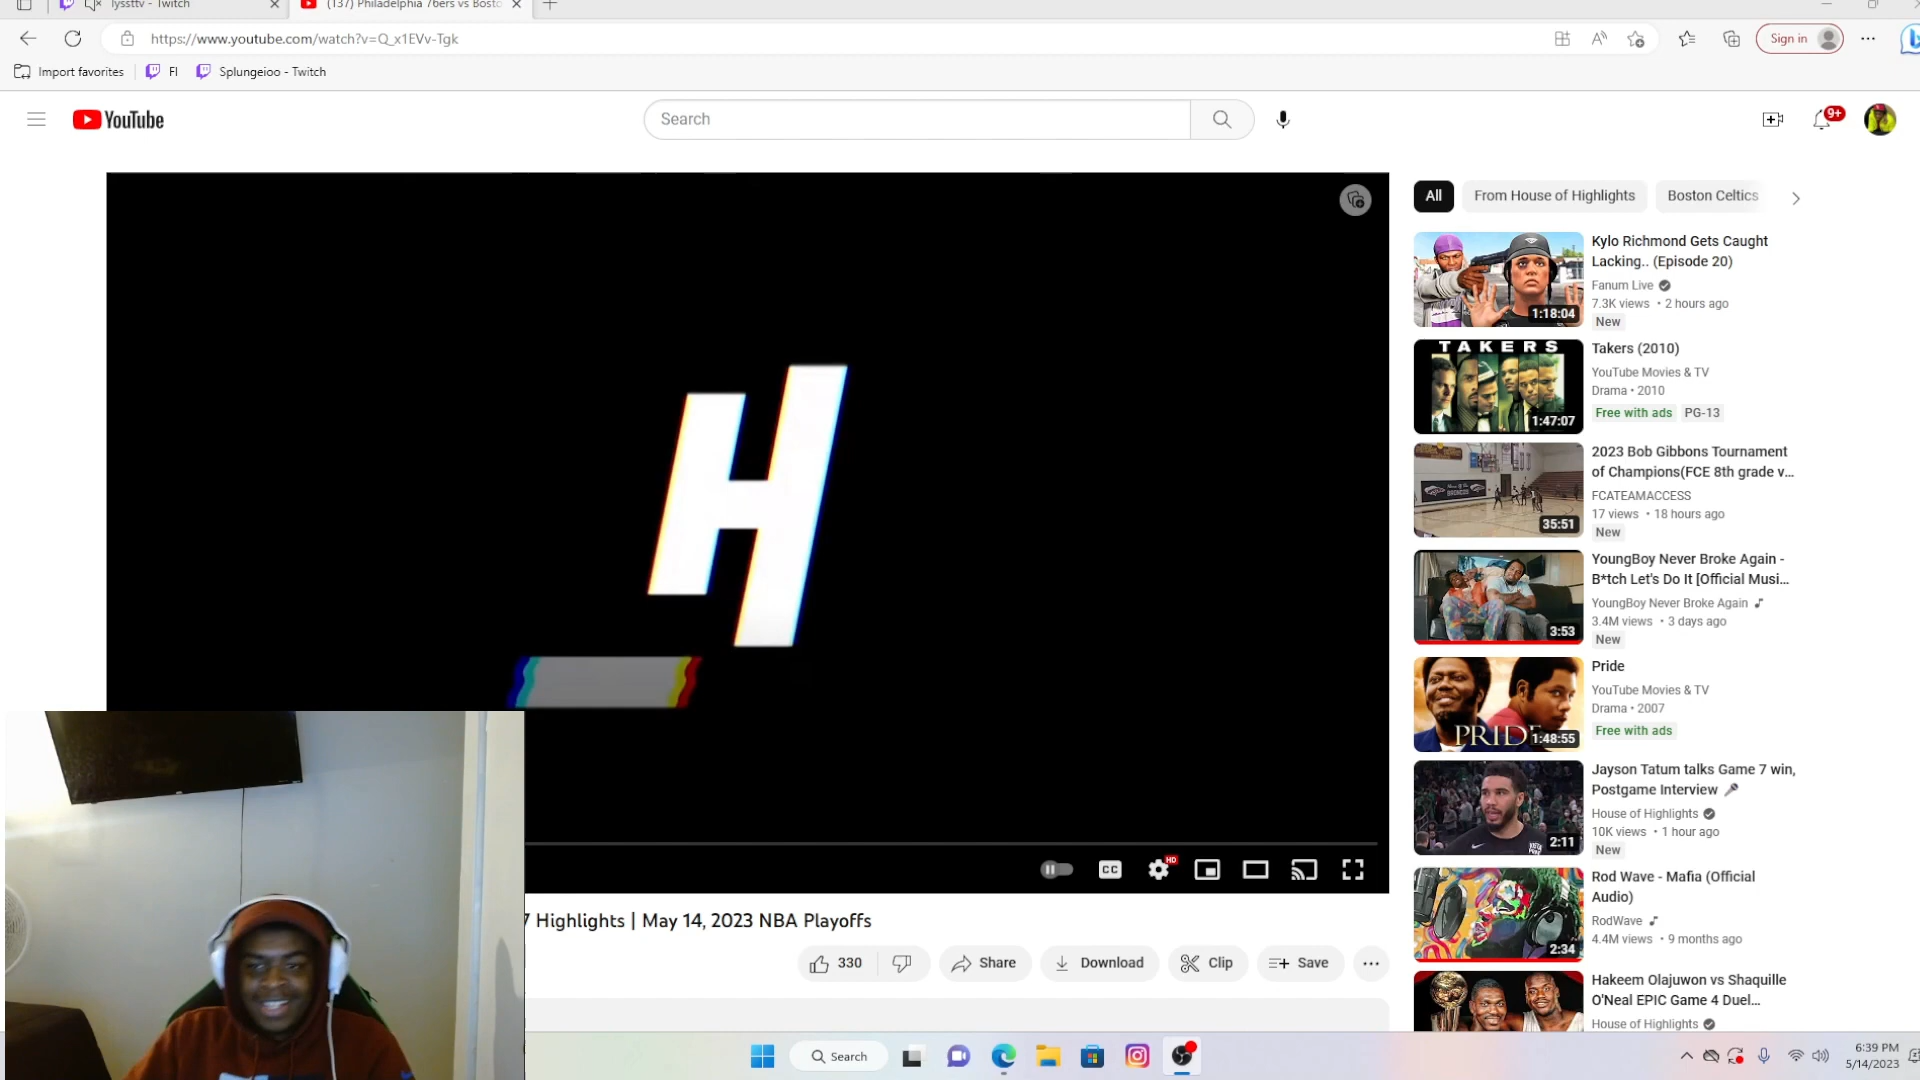 lyssttv - Twitch
(137) Philadelphia 76ers vs Bosto
https://www.youtube.com/watch?v=Q_x1EVv-Tgk
Sign in
Import favorites
FI
Splungeioo - Twitch
YouTube
Search
9+
All
From House of Highlights
Boston Celtics
H
Kylo Richmond Gets Caught
Lacking.. (Episode 20)
Fanum Live
7.3K views • 2 hours ago
New
1:18:04
TAKERS
1:47:07
Takers (2010)
YouTube Movies & TV
Drama • 2010
Free with ads
PG-13
35:51
2023 Bob Gibbons Tournament
of Champions(FCE 8th grade v...
FCATEAMACCESS
17 views • 18 hours ago
New
3:53
YoungBoy Never Broke Again -
B*tch Let's Do It [Official Musi...
YoungBoy Never Broke Again
3.4M views • 3 days ago
New
PRIDE
1:48:55
Pride
YouTube Movies & TV
Drama • 2007
Free with ads
2:11
Jayson Tatum talks Game 7 win,
Postgame Interview
House of Highlights
10K views • 1 hour ago
New
2:34
Rod Wave - Mafia (Official
Audio)
RodWave
4.4M views • 9 months ago
Hakeem Olajuwon vs Shaquille
O'Neal EPIC Game 4 Duel...
House of Highlights
CC
HD
7 Highlights | May 14, 2023 NBA Playoffs
330
Share
Download
Clip
Save
Search
6:39 PM
5/14/2023